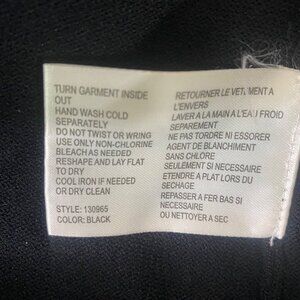 TURN GARMENT INSIDE
OUT
HAND WASH COLD
SEPARATELY
DO NOT TWIST OR WRING
USE ONLY NON-CHLORINE
BLEACH AS NEEDED
RESHAPE AND LAY FLAT
TO DRY
COOL IRON IF NEEDED
OR DRY CLEAN
STYLE: 130965
COLOR: BLACK
RETOURNER LE VETEMENT A
L'ENVERS
LAVER A LA MAIN A L'EAU FROID
SEPAREMENT
NE PAS TORDRE NI ESSORER
AGENT DE BLANCHIMENT
SANS CHLORE
SEULEMENT SI NECESSAIRE
ETENDRE A PLAT LORS DU
SECHAGE
REPASSER A FER BAS SI
NECESSAIRE
OU NETTOYER A SEC